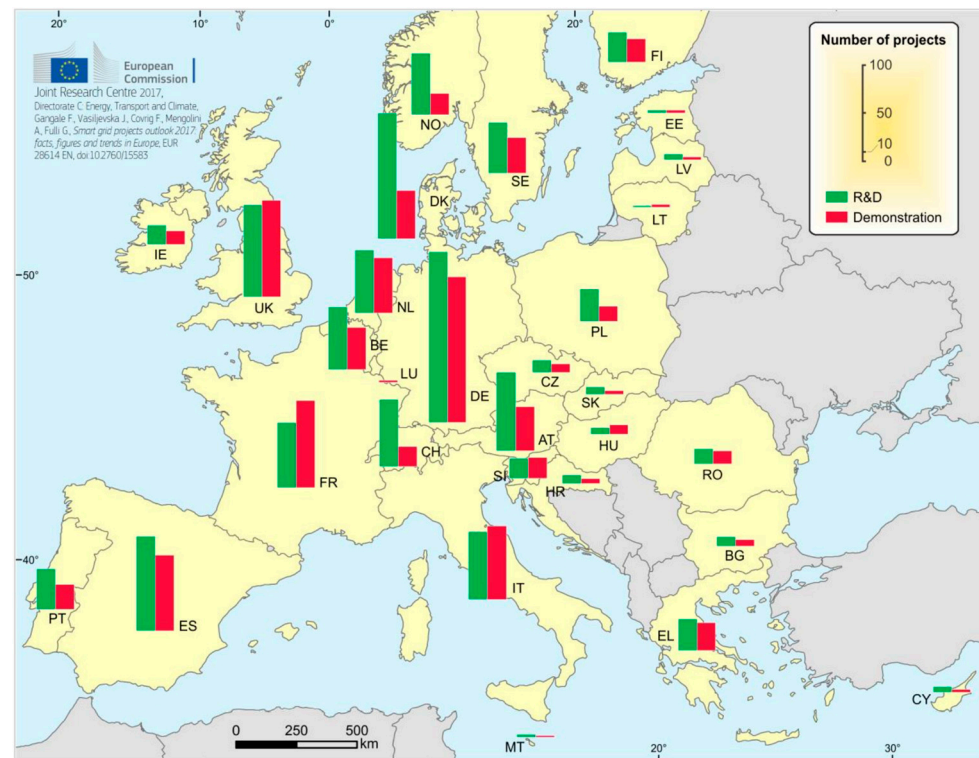 20° 10° 0° 20°
European
Commission
Joint Research Centre 2017,
Directorate C: Energy, Transport and Climate,
Gangale F., Vasiljevska J., Covrig F., Mengolini
A., Fulli G., Smart grid projects outlook 2017:
facts, figures and trends in Europe, EUR
28614 EN, doi:10.2760/15583
Number of projects
100
50
10
0
R&D
Demonstration
FI
NO
EE
SE
LV
DK
LT
IE
50°
UK
NL
PL
BE
LU
CZ
DE
SK
AT
HU
CH
SI
RO
FR
HR
40°
BG
IT
PT
ES
EL
CY
0 250 500
km
MT
20° 30°